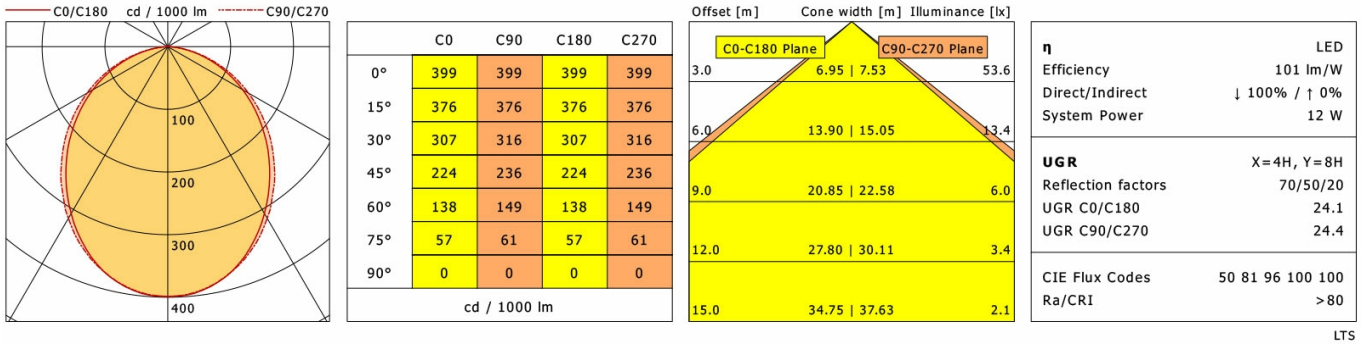 C0/C180 cd / 1000 lm C90/C270
100
200
300
400
C0 C90 C180 C270
0° 399 399 399 399
15° 376 376 376 376
30° 307 316 307 316
45° 224 236 224 236
60° 138 149 138 149
75° 57 61 57 61
90° 0 0 0 0
cd / 1000 lm
Offset [m] Cone width [m] Illuminance [lx]
C0-C180 Plane C90-C270 Plane
3.0 6.95 | 7.53 53.6
6.0 13.90 | 15.05 13.4
9.0 20.85 | 22.58 6.0
12.0 27.80 | 30.11 3.4
15.0 34.75 | 37.63 2.1
η LED
Efficiency 101 lm/W
Direct/Indirect ↓ 100% / ↑ 0%
System Power 12 W
UGR X=4H, Y=8H
Reflection factors 70/50/20
UGR C0/C180 24.1
UGR C90/C270 24.4
CIE Flux Codes 50 81 96 100 100
Ra/CRI >80
LTS